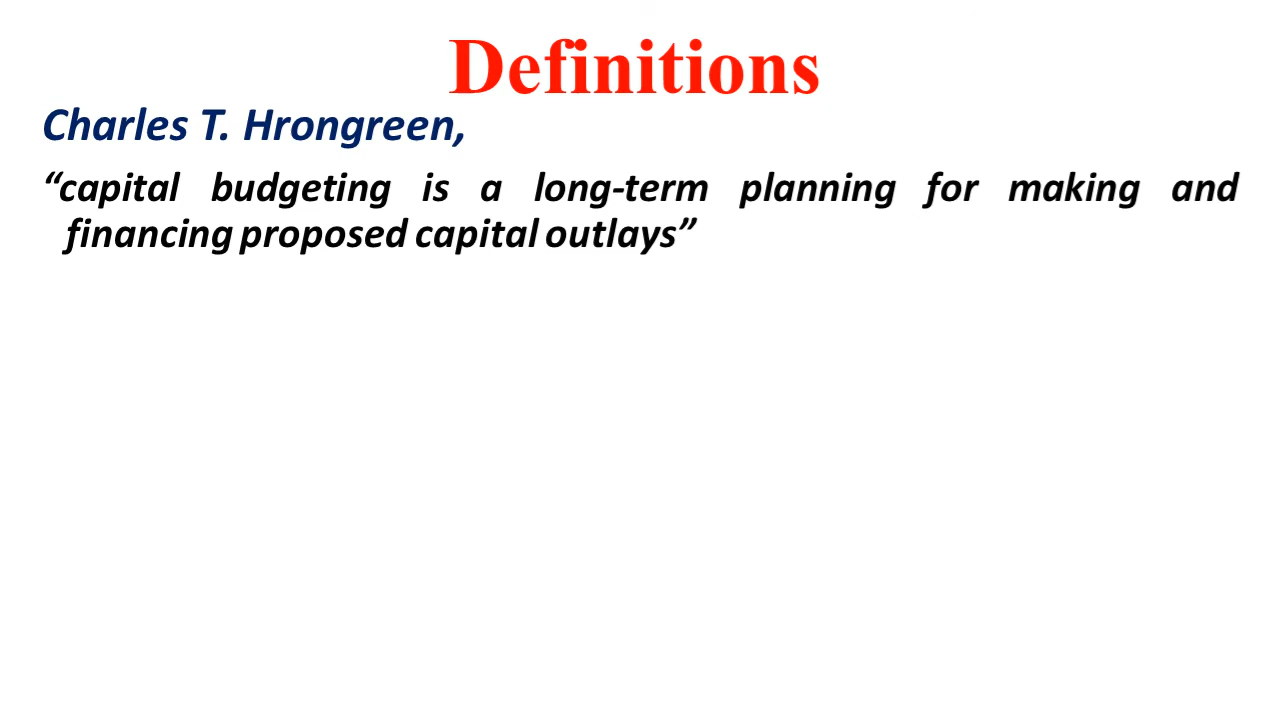 Definitions
Charles T. Hrongreen,
“capital budgeting is a long-term planning for making and
financing proposed capital outlays”